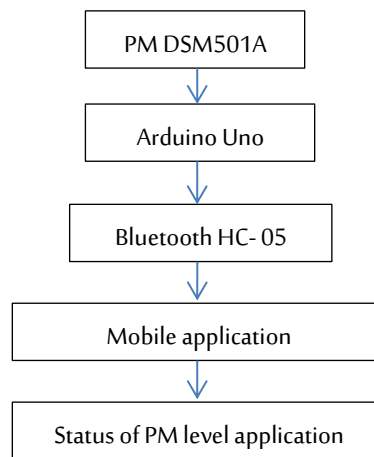 PM DSM501A
Arduino Uno
Bluetooth HC- 05
Mobile application
Status of PM level application